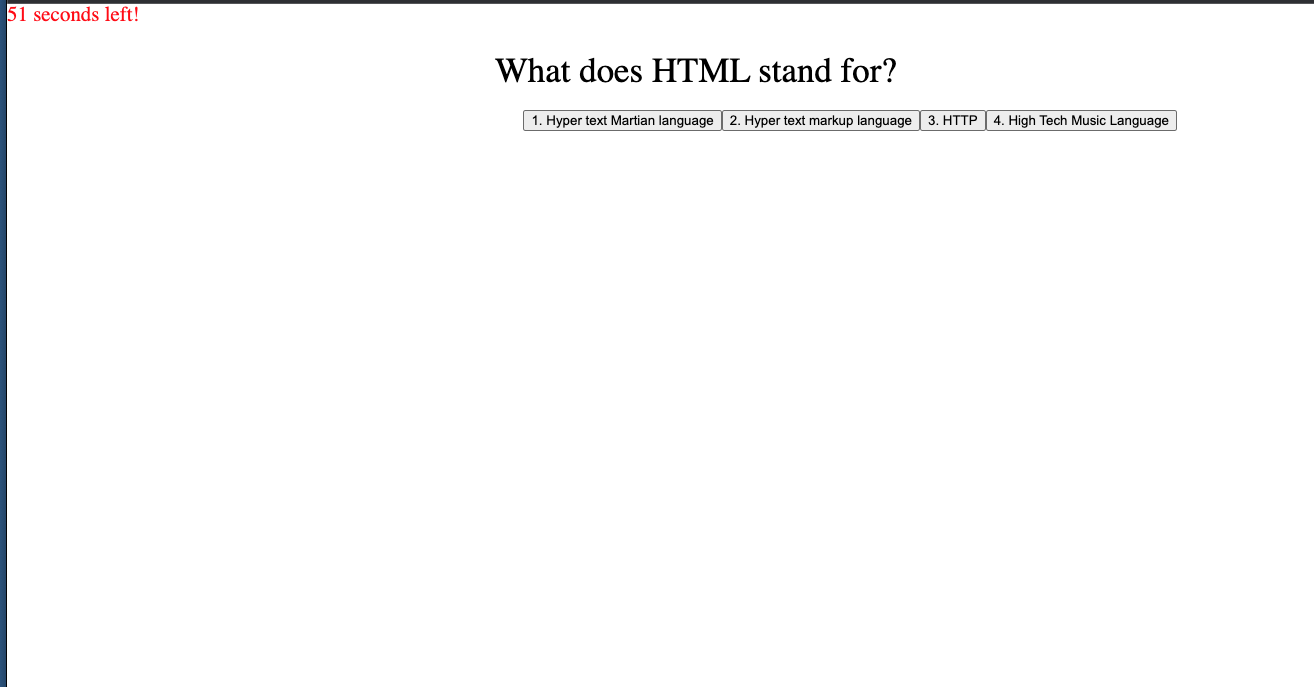 51 seconds left!
What does HTML stand for?
1. Hyper text Martian language 2. Hyper text markup language 3. HTTP 4. High Tech Music Language